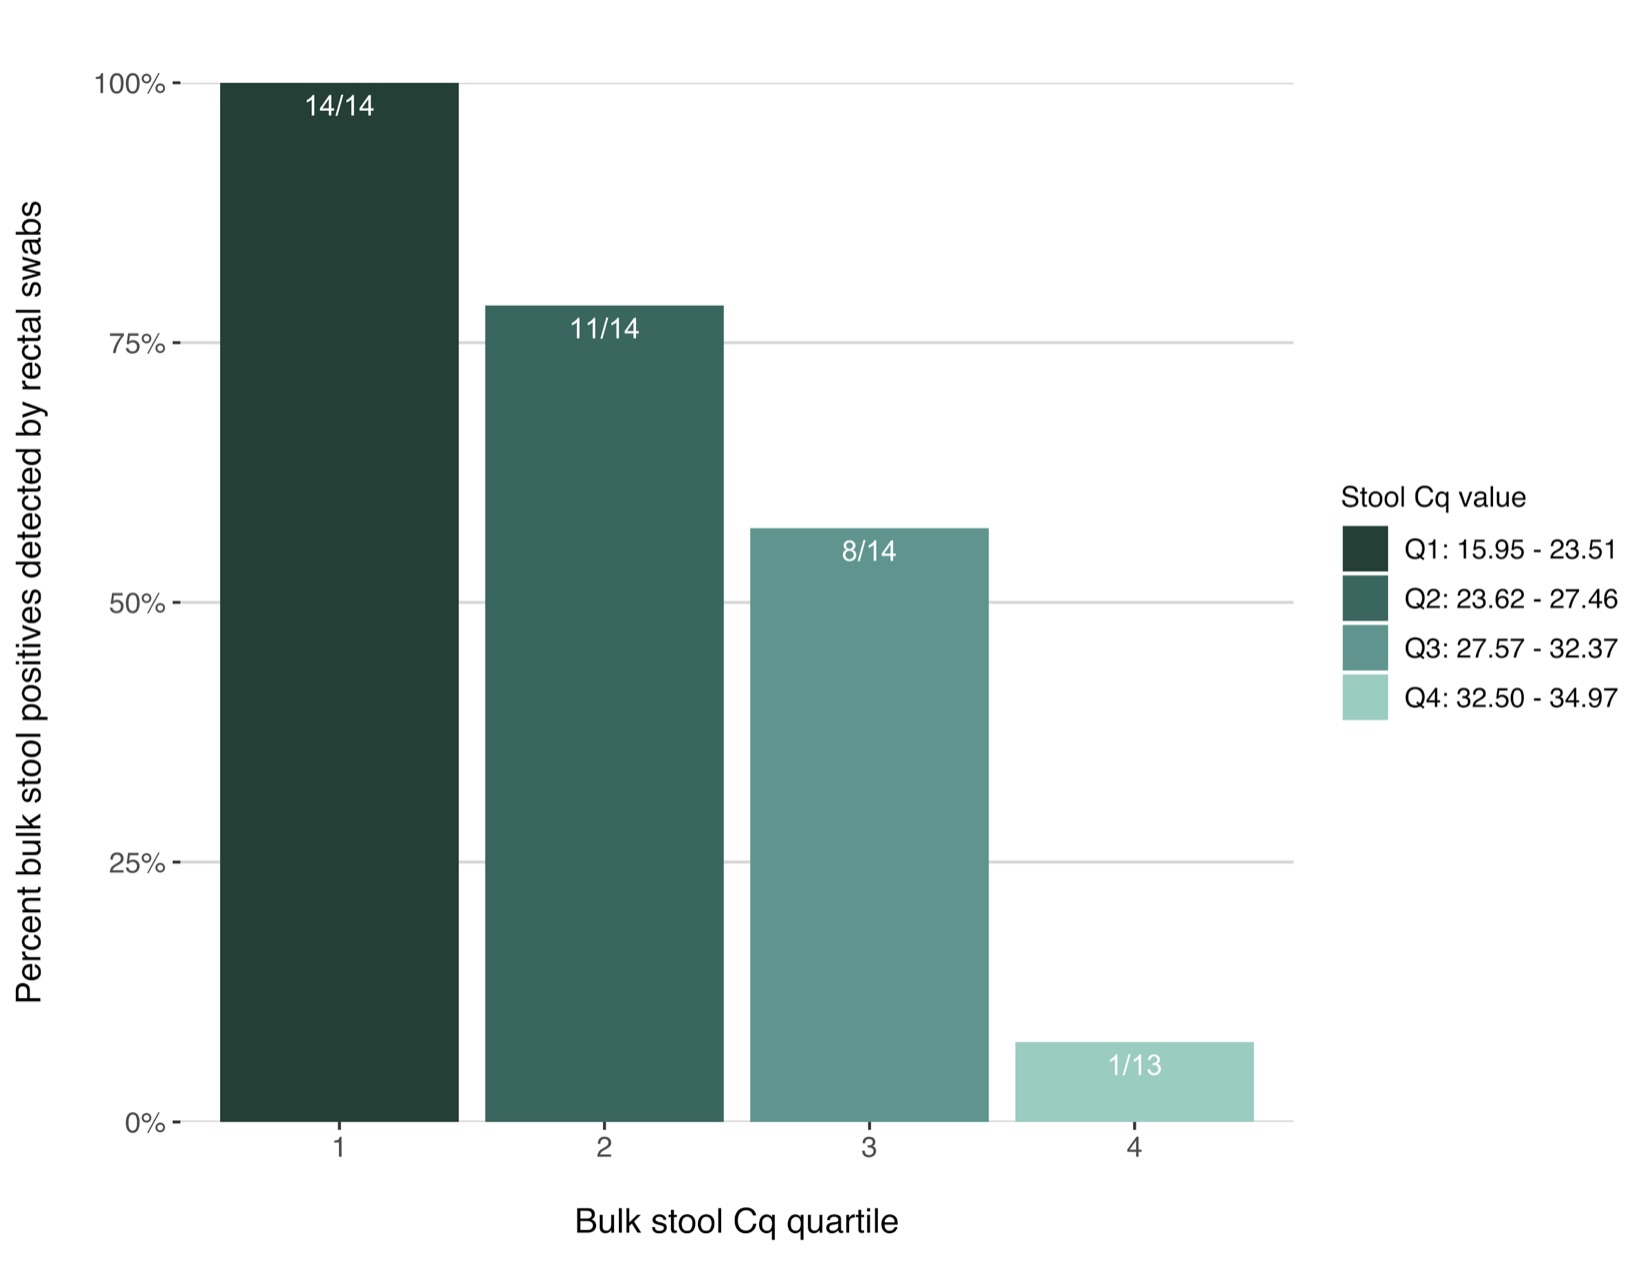 Percent bulk stool positives detected by rectal swabs
100%
75%
50%
25%
0%
14/14
11/14
8/14
1/13
1
2
3
4
Bulk stool Cq quartile
Stool Cq value
Q1: 15.95 - 23.51
Q2: 23.62 - 27.46
Q3: 27.57 - 32.37
Q4: 32.50 - 34.97